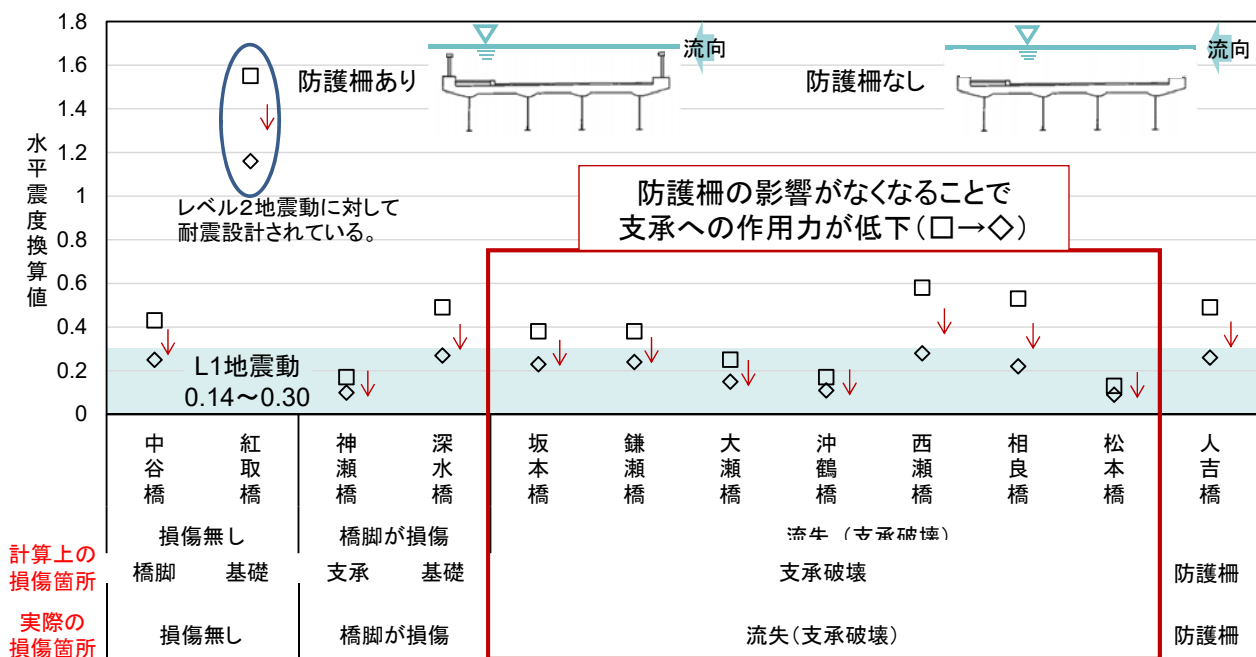 1.8
1.6
1.4
1.2
1
0.8
0.6
0.4
0.2
0
水平震度換算値
防護柵あり
流向
防護柵なし
流向
レベル2地震動に対して
耐震設計されている。
防護柵の影響がなくなることで
支承への作用力が低下(□→◇)
L1地震動
0.14～0.30
中谷橋
紅取橋
神瀬橋
深水橋
坂本橋
鎌瀬橋
大瀬橋
沖鶴橋
西瀬橋
相良橋
松本橋
人吉橋
損傷無し
橋脚が損傷
流失(支承破壊)
計算上の
損傷箇所
橋脚
基礎
支承
基礎
支承破壊
防護柵
実際の
損傷箇所
損傷無し
橋脚が損傷
流失(支承破壊)
防護柵